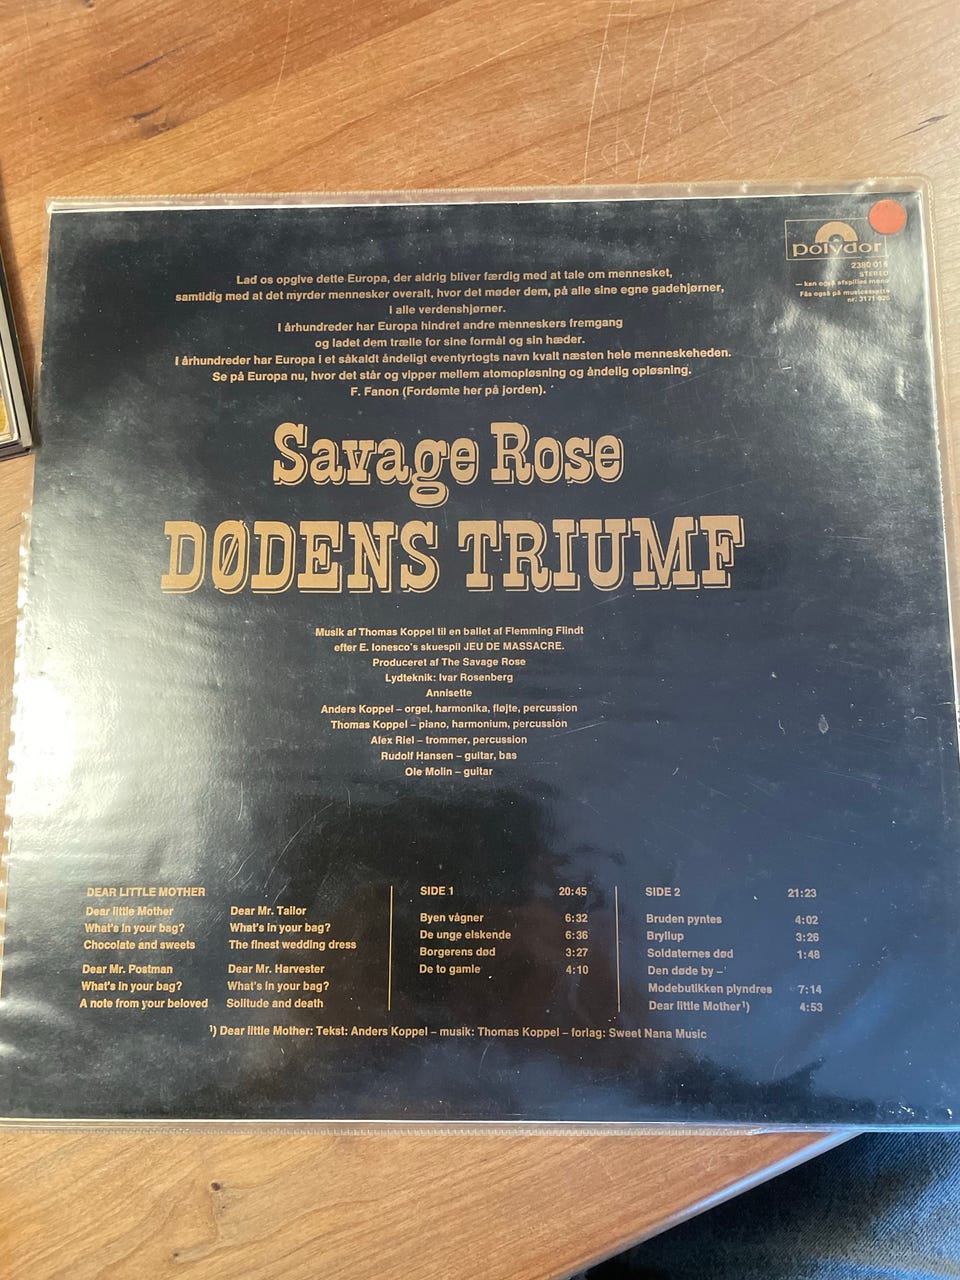 polydor
2380 016
STEREO
— kan også afspilles mono
Fås også på musiccassette
nr. 3171
Lad os opgive dette Europa, der aldrig bliver færdig med at tale om mennesket,
samtidig med at det myrder mennesker overalt, hvor det møder dem, på alle sine egne gadehjørner,
i alle verdenshjørner.
I århundreder har Europa hindret andre menneskers fremgang
og ladet dem trælle for sine formål og sin hæder.
I århundreder har Europa i et såkaldt åndeligt eventyrtogts navn kvalt næsten hele menneskeheden.
Se på Europa nu, hvor det står og vipper mellem atomopløsning og åndelig opløsning.
F. Fanon (Fordømte her på jorden).
Savage Rose
DØDENS TRIUMF
Musik af Thomas Koppel til en ballet af Flemming Flindt
efter E. Ionesco's skuespil JEU DE MASSACRE.
Produceret af The Savage Rose
Lydteknik: Ivar Rosenberg
Annisette
Anders Koppel – orgel, harmonika, fløjte, percussion
Thomas Koppel – piano, harmonium, percussion
Alex Riel – trommer, percussion
Rudolf Hansen – guitar, bas
Ole Molin – guitar
DEAR LITTLE MOTHER
Dear little Mother
What's in your bag?
Chocolate and sweets
Dear Mr. Postman
What's in your bag?
A note from your beloved
Dear Mr. Tailor
What's in your bag?
The finest wedding dress
Dear Mr. Harvester
What's in your bag?
Solitude and death
SIDE 1 20:45
Byen vågner 6:32
De unge elskende 6:36
Borgerens død 3:27
De to gamle 4:10
SIDE 2 21:23
Bruden pyntes 4:02
Bryllup 3:26
Soldaternes død 1:48
Den døde by –
Modebutikken plyndres 7:14
Dear little Mother¹) 4:53
¹) Dear little Mother: Tekst: Anders Koppel – musik: Thomas Koppel – forlag: Sweet Nana Music